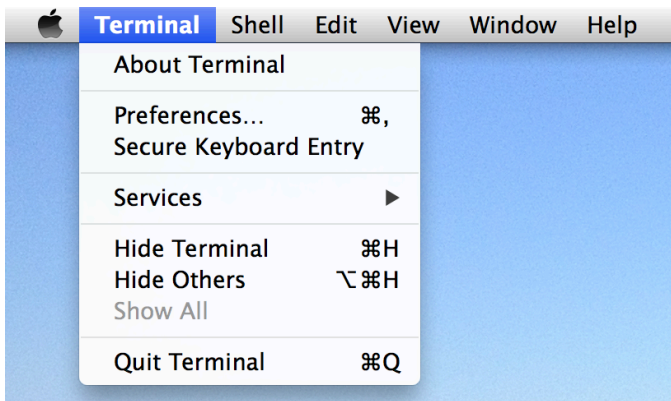 Terminal Shell Edit View Window Help
About Terminal
Preferences... ⌘,
Secure Keyboard Entry
Services ▶
Hide Terminal ⌘H
Hide Others ⌥⌘H
Show All
Quit Terminal ⌘Q